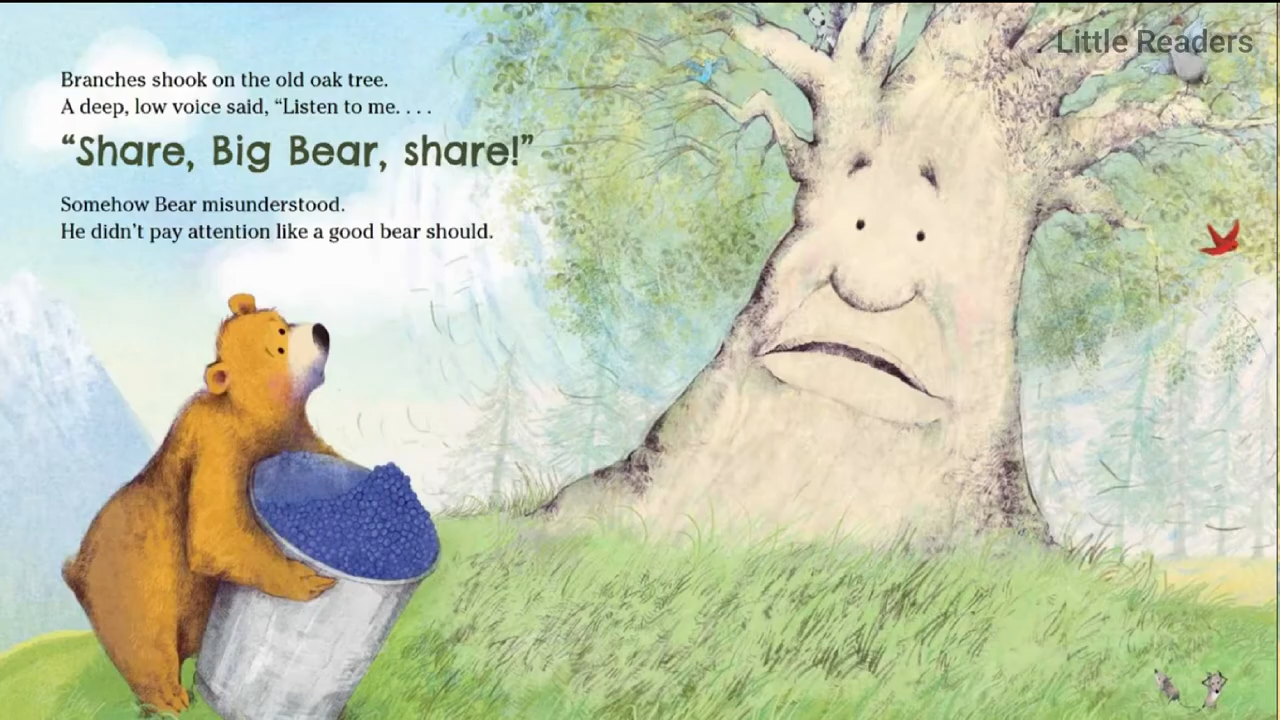 Little Readers
Branches shook on the old oak tree.
A deep, low voice said, “Listen to me. . . .
“Share, Big Bear, share!”
Somehow Bear misunderstood.
He didn’t pay attention like a good bear should.